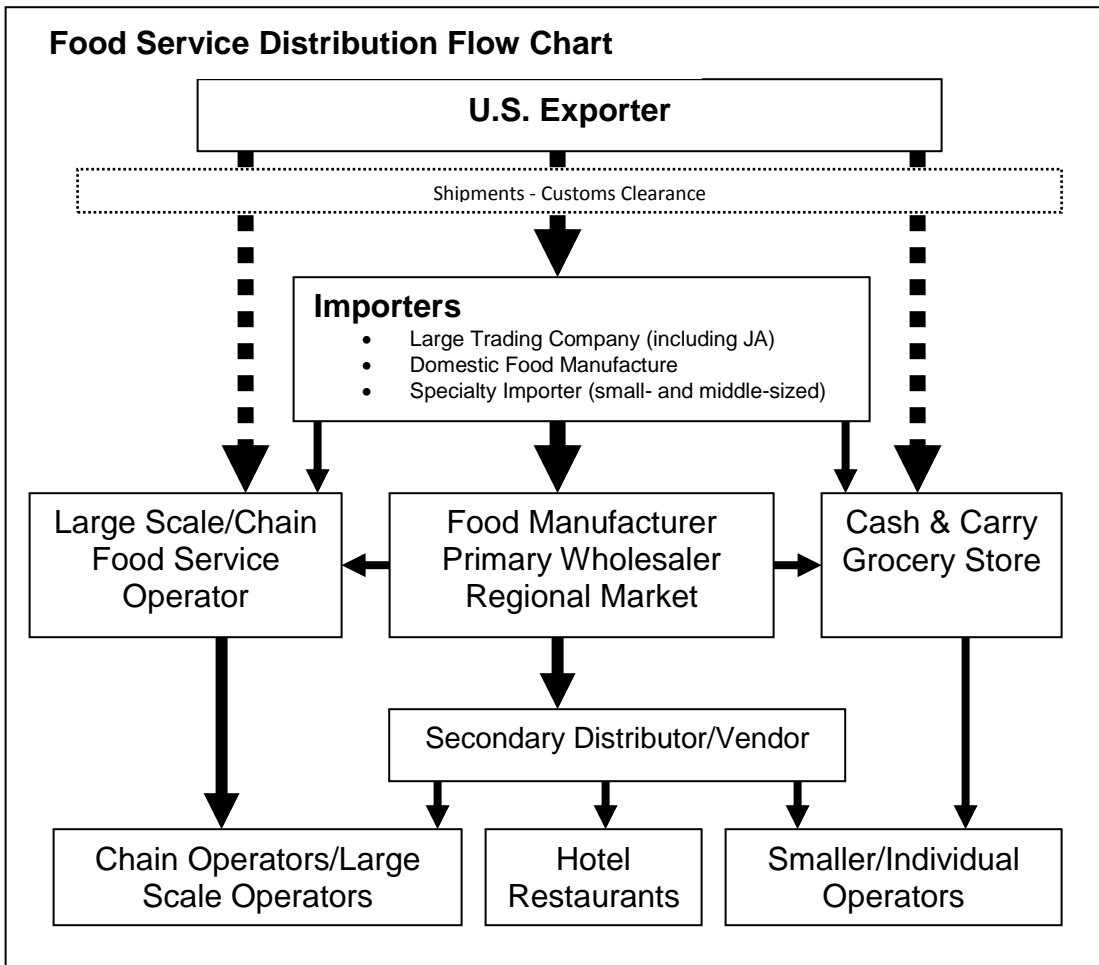 Food Service Distribution Flow Chart
U.S. Exporter
Shipments - Customs Clearance
Importers
• Large Trading Company (including JA)
• Domestic Food Manufacture
• Specialty Importer (small- and middle-sized)
Large Scale/Chain
Food Service
Operator
Food Manufacturer
Primary Wholesaler
Regional Market
Cash & Carry
Grocery Store
Secondary Distributor/Vendor
Chain Operators/Large
Scale Operators
Hotel
Restaurants
Smaller/Individual
Operators